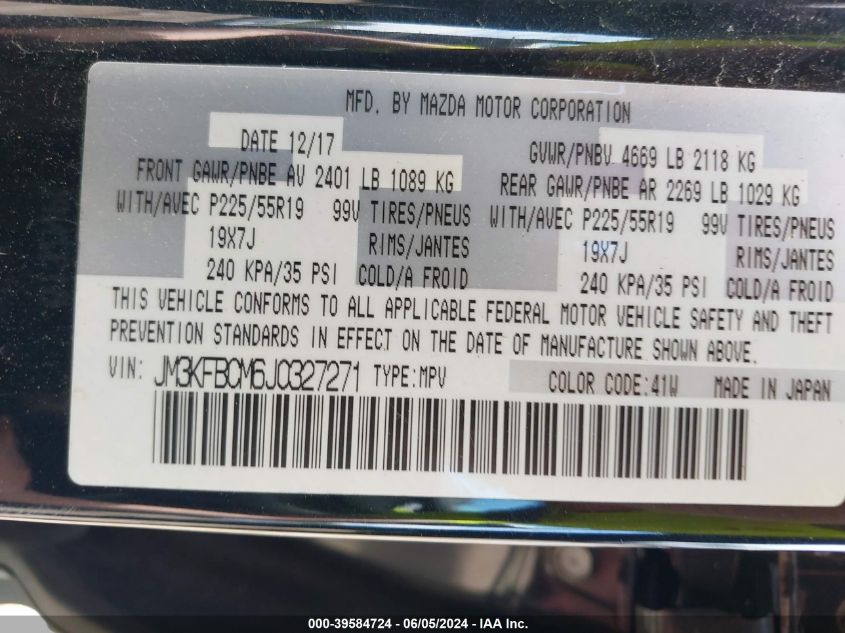 MFD. BY MAZDA MOTOR CORPORATION
DATE 12/17 GVWR/PNBV 4669 LB 2118 KG
FRONT GAWR/PNBE AV 2401 LB 1089 KG REAR GAWR/PNBE AR 2269 LB 1029 KG
WITH/AVEC P225/55R19 99V TIRES/PNEUS WITH/AVEC P225/55R19 99V TIRES/PNEUS
19X7J RIMS/JANTES 19X7J RIMS/JANTES
240 KPA/35 PSI COLD/A FROID 240 KPA/35 PSI COLD/A FROID
THIS VEHICLE CONFORMS TO ALL APPLICABLE FEDERAL MOTOR VEHICLE SAFETY AND THEFT
PREVENTION STANDARDS IN EFFECT ON THE DATE OF MANUFACTURE SHOWN ABOVE.
VIN: JM3KFBCM6J0327271 TYPE:MPV COLOR CODE:41W MADE IN JAPAN
000-39584724 - 06/05/2024 - IAA Inc.